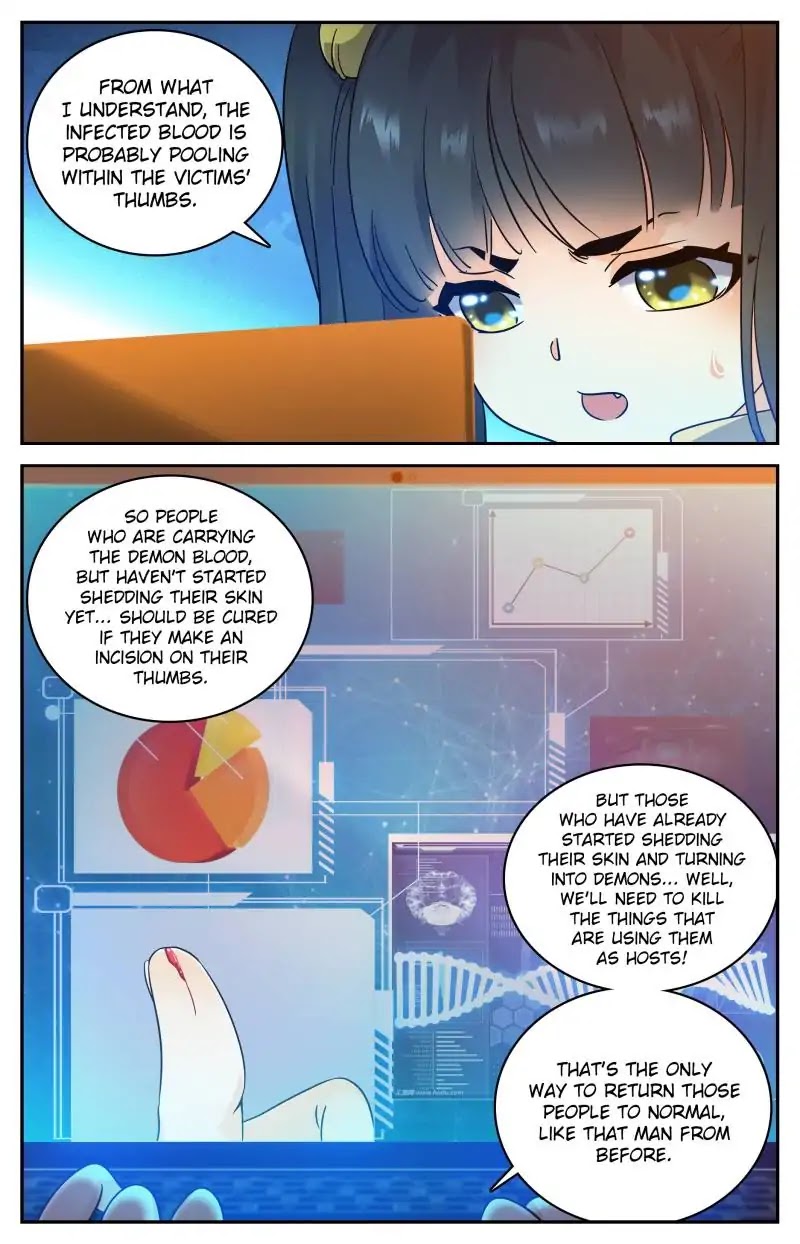 FROM WHAT
I UNDERSTAND, THE
INFECTED BLOOD IS
PROBABLY POOLING
WITHIN THE VICTIMS'
THUMBS.
SO PEOPLE
WHO ARE CARRYING
THE DEMON BLOOD,
BUT HAVEN'T STARTED
SHEDDING THEIR SKIN
YET... SHOULD BE CURED
IF THEY MAKE AN
INCISION ON THEIR
THUMBS.
BUT THOSE
WHO HAVE ALREADY
STARTED SHEDDING
THEIR SKIN AND TURNING
INTO DEMONS... WELL,
WE'LL NEED TO KILL
THE THINGS THAT
ARE USING THEM
AS HOSTS!
THAT'S THE ONLY
WAY TO RETURN THOSE
PEOPLE TO NORMAL,
LIKE THAT MAN FROM
BEFORE.